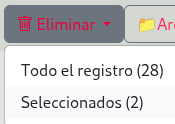 Eliminar
Todo el registro (28)
Seleccionados (2)